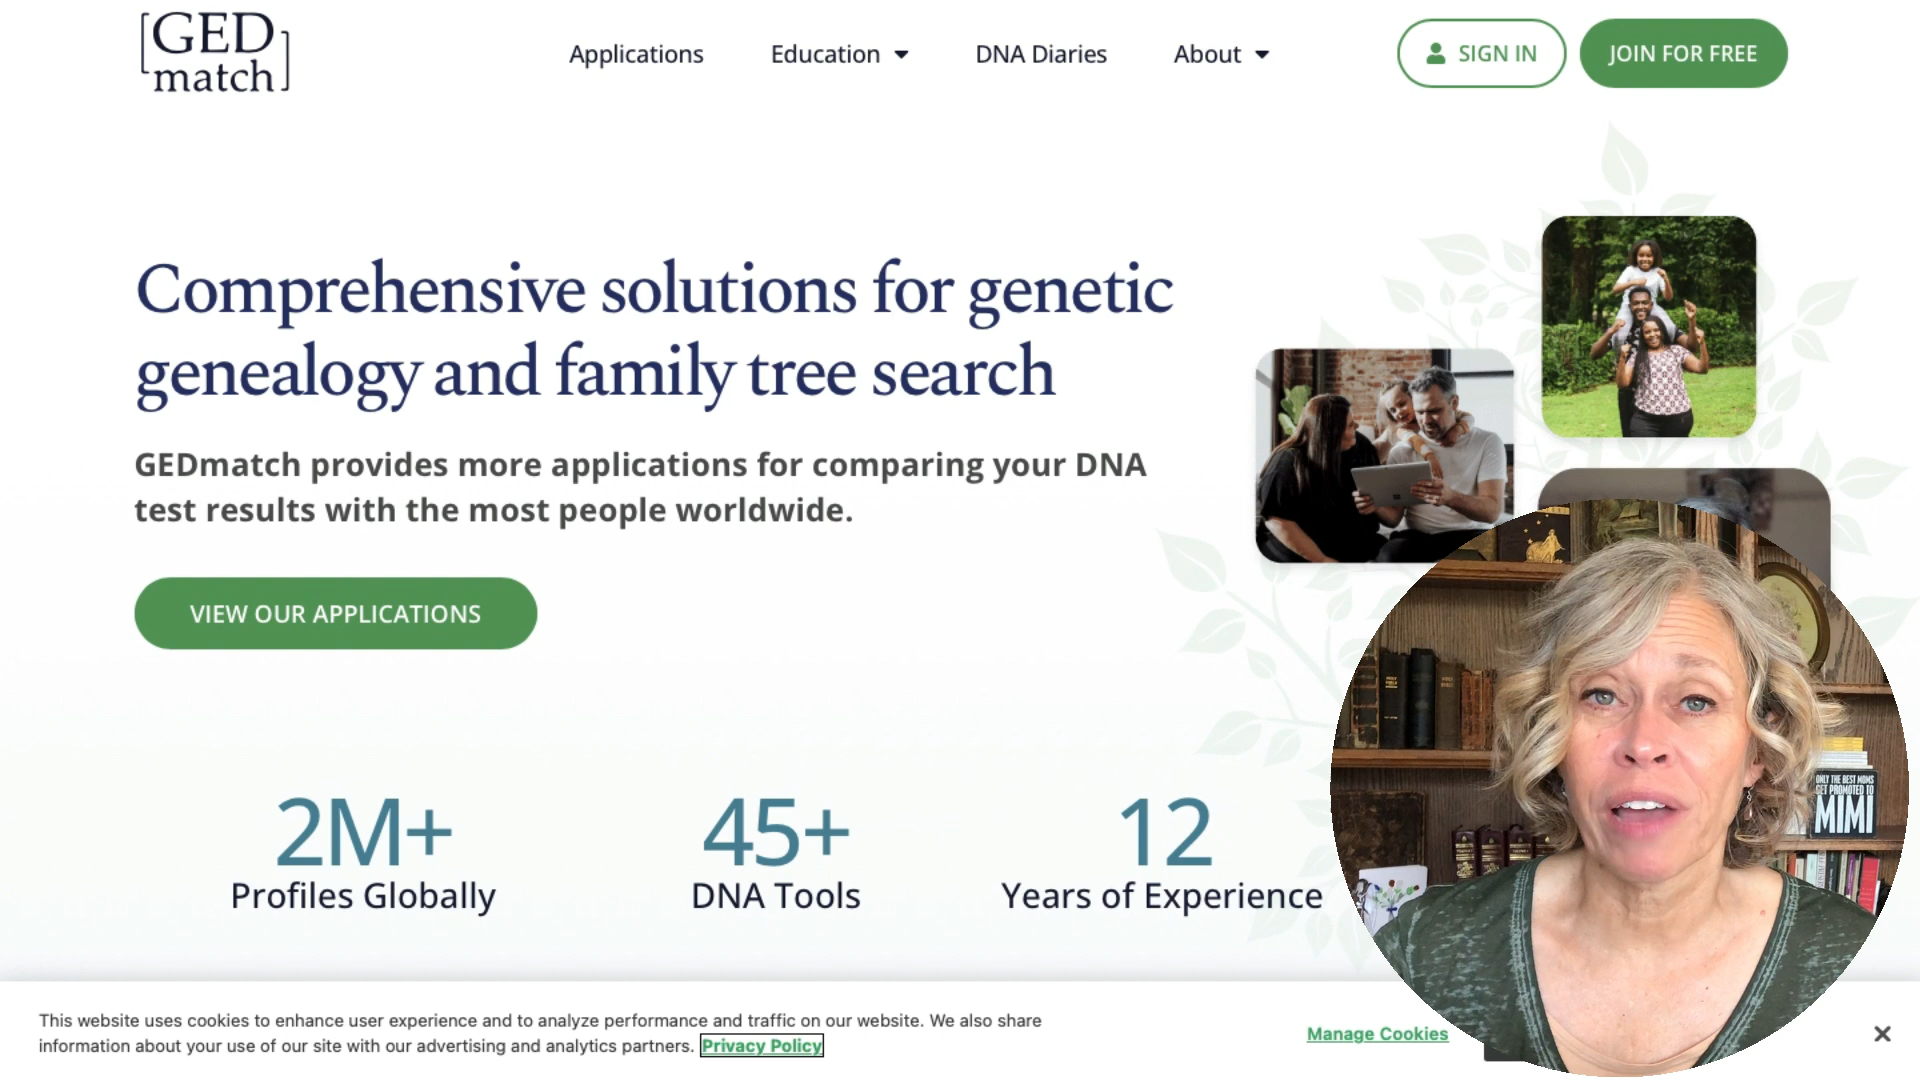 GED
match
Applications
Education
DNA Diaries
About
SIGN IN
JOIN FOR FREE
Comprehensive solutions for genetic
genealogy and family tree search
GEDmatch provides more applications for comparing your DNA
test results with the most people worldwide.
VIEW OUR APPLICATIONS
2M+
Profiles Globally
45+
DNA Tools
12
Years of Experience
ONLY THE BEST MOMS
GET PROMOTED TO
MIMI
This website uses cookies to enhance user experience and to analyze performance and traffic on our website. We also share
information about your use of our site with our advertising and analytics partners. Privacy Policy
Manage Cookies